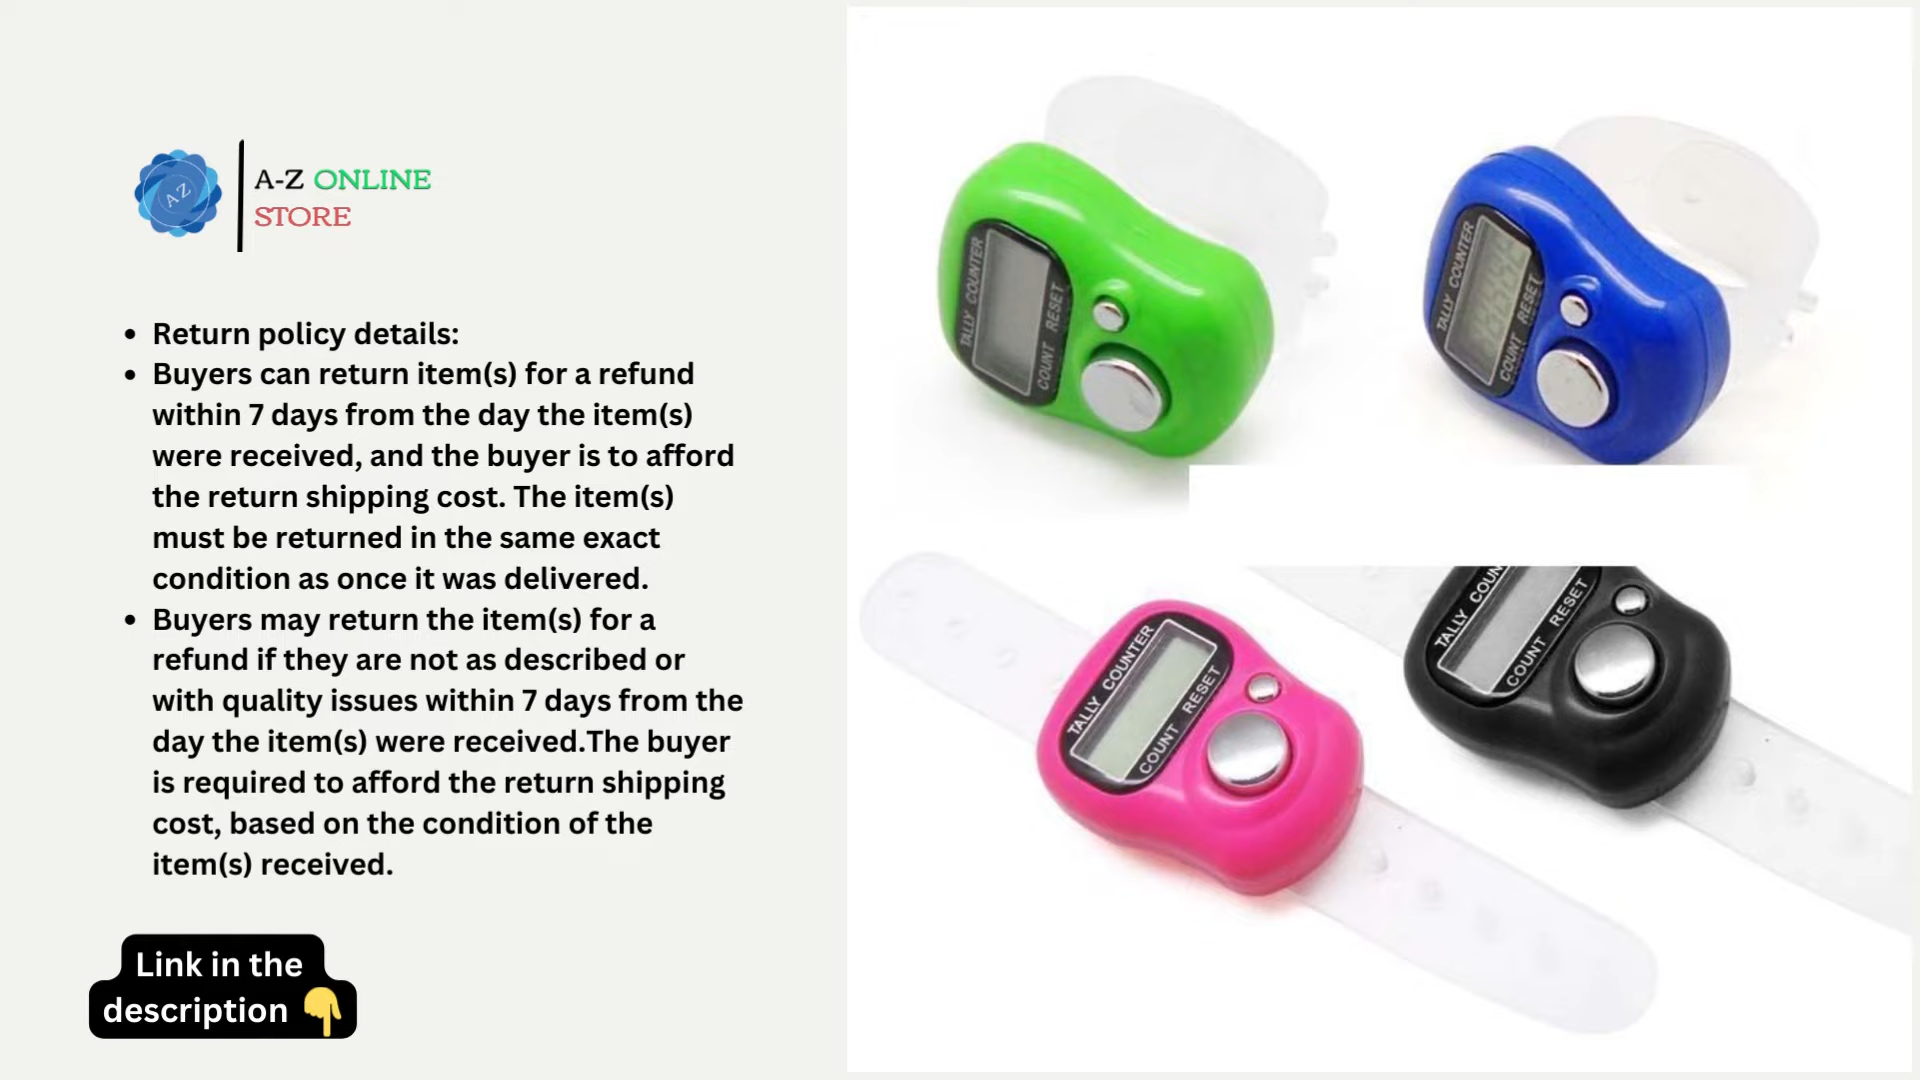 A Z
A-Z ONLINE
STORE
Return policy details:
Buyers can return item(s) for a refund
within 7 days from the day the item(s)
were received, and the buyer is to afford
the return shipping cost. The item(s)
must be returned in the same exact
condition as once it was delivered.
Buyers may return the item(s) for a
refund if they are not as described or
with quality issues within 7 days from the
day the item(s) were received.The buyer
is required to afford the return shipping
cost, based on the condition of the
item(s) received.
Link in the
description 👇
TALLY COUNTER
COUNT RESET
TALLY COUNTER
COUNT RESET
TALLY COUNTER
COUNT RESET
TALLY COUN
COUNT RESET